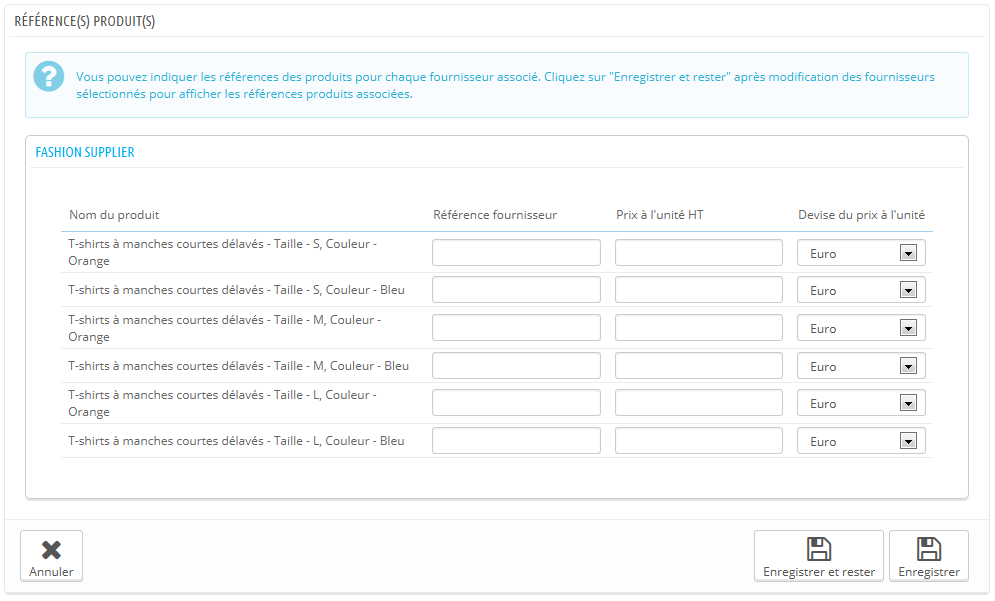 RÉFÉRENCE(S) PRODUIT(S)
Vous pouvez indiquer les références des produits pour chaque fournisseur associé. Cliquez sur "Enregistrer et rester" après modification des fournisseurs
sélectionnés pour afficher les références produits associées.
FASHION SUPPLIER
Nom du produit Référence fournisseur Prix à l'unité HT Devise du prix à l'unité
T-shirts à manches courtes délavés - Taille - S, Couleur -
Orange
Euro
T-shirts à manches courtes délavés - Taille - S, Couleur - Bleu Euro
T-shirts à manches courtes délavés - Taille - M, Couleur -
Orange
Euro
T-shirts à manches courtes délavés - Taille - M, Couleur - Bleu Euro
T-shirts à manches courtes délavés - Taille - L, Couleur -
Orange
Euro
T-shirts à manches courtes délavés - Taille - L, Couleur - Bleu Euro
Annuler Enregistrer et rester Enregistrer